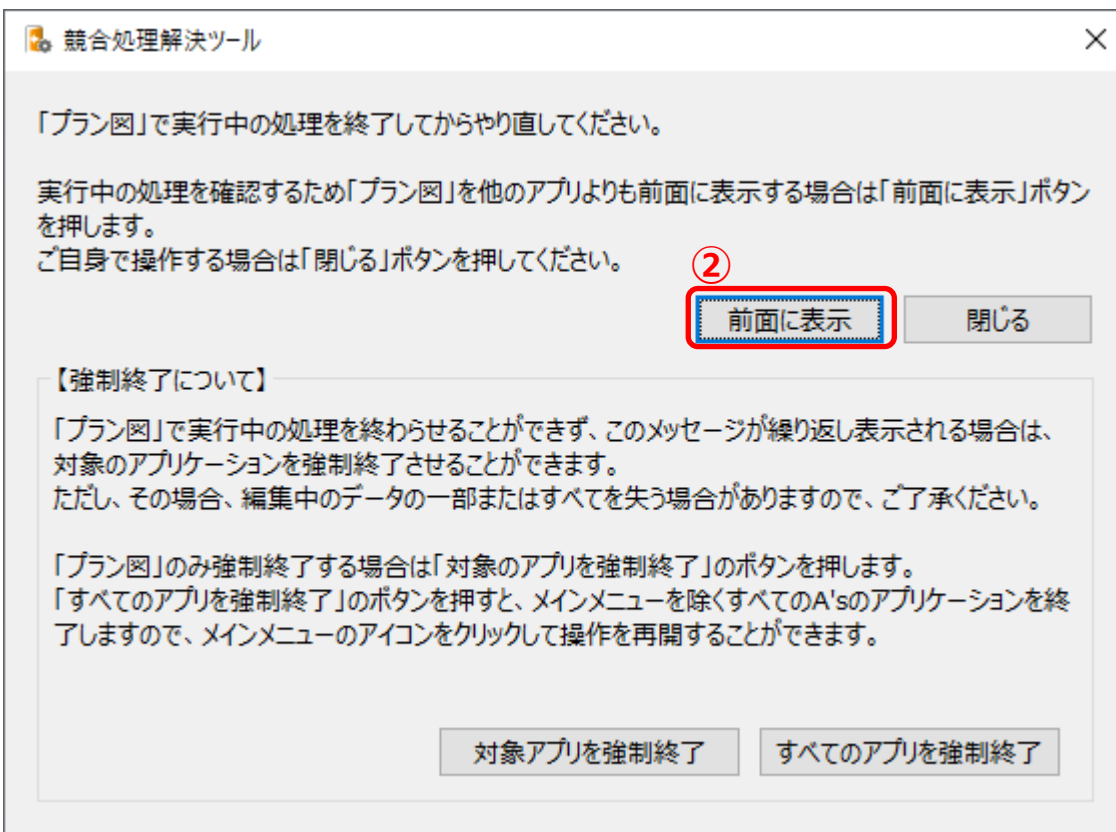 競合処理解決ツール
「プラン図」で実行中の処理を終了してからやり直してください。
実行中の処理を確認するため「プラン図」を他のアプリよりも前面に表示する場合は「前面に表示」ボタン
を押します。
ご自身で操作する場合は「閉じる」ボタンを押してください。
②
前面に表示 閉じる
【強制終了について】
「プラン図」で実行中の処理を終わらせることができず、このメッセージが繰り返し表示される場合は、
対象のアプリケーションを強制終了させることができます。
ただし、その場合、編集中のデータの一部またはすべてを失う場合がありますので、ご了承ください。
「プラン図」のみ強制終了する場合は「対象のアプリを強制終了」のボタンを押します。
「すべてのアプリを強制終了」のボタンを押すと、メインメニューを除くすべてのA'sのアプリケーションを終
了しますので、メインメニューのアイコンをクリックして操作を再開することができます。
対象アプリを強制終了 すべてのアプリを強制終了